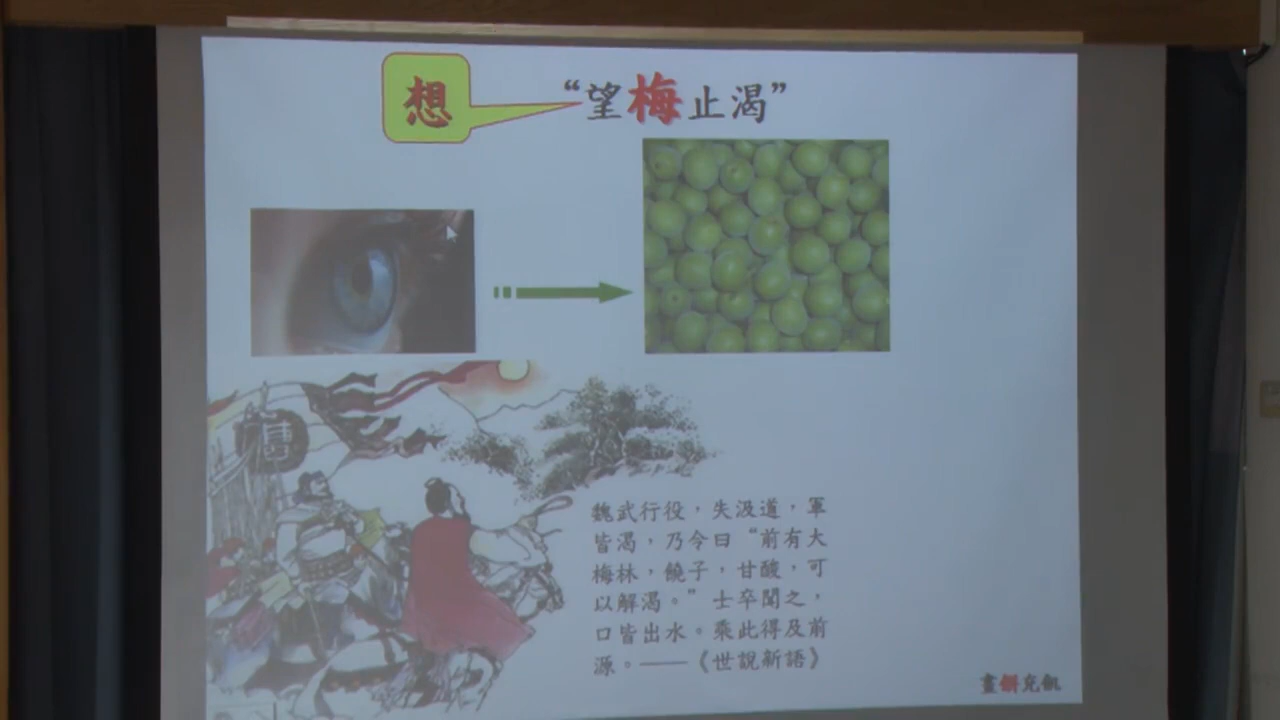 想
“望梅止渴”
魏武行役，失汲道，軍
皆渴，乃今曰“前有大
梅林，饒子，甘酸，可
以解渴。”士卒聞之，
口皆出水。乘此得及前
源。——《世說新語》
畫餅充飢